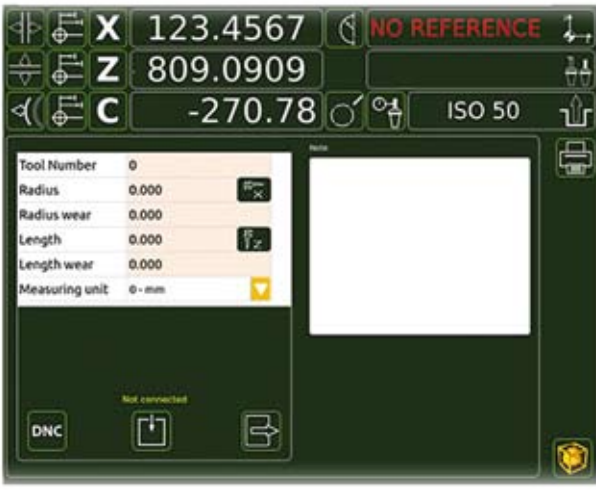 X 123.4567 NO REFERENCE
Z 809.0909
C -270.78 ISO 50
Note
Tool Number 0
Radius 0.000 X
Radius wear 0.000
Length 0.000 Z
Length wear 0.000
Measuring unit 0 - mm
Not connected
DNC